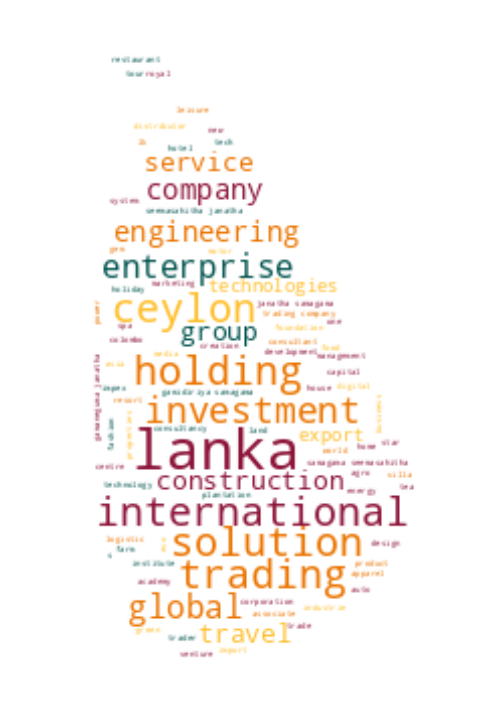 restaurant
tour royal
leisure
distributor new
lk tech
hotel
service
company
system
seemasahitha janatha
engineering
enterprise
holiday marketing technologies
ceylon janatha samagama
trading company
power
spa group foundation one
colombo
creation consultant
media development food management
holding
asia capital
impex gamidiriya samagama house digital
resort investment
fashion
consultancy land export
properties
lanka world home star
business
centre samagama seemasahitha
construction agro villa
technology energy tea
plantation
international
logistic solution design
farm
s institute product
trading apparel
academy auto
global corporation industrie
associate
green travel trade
trader
venture import